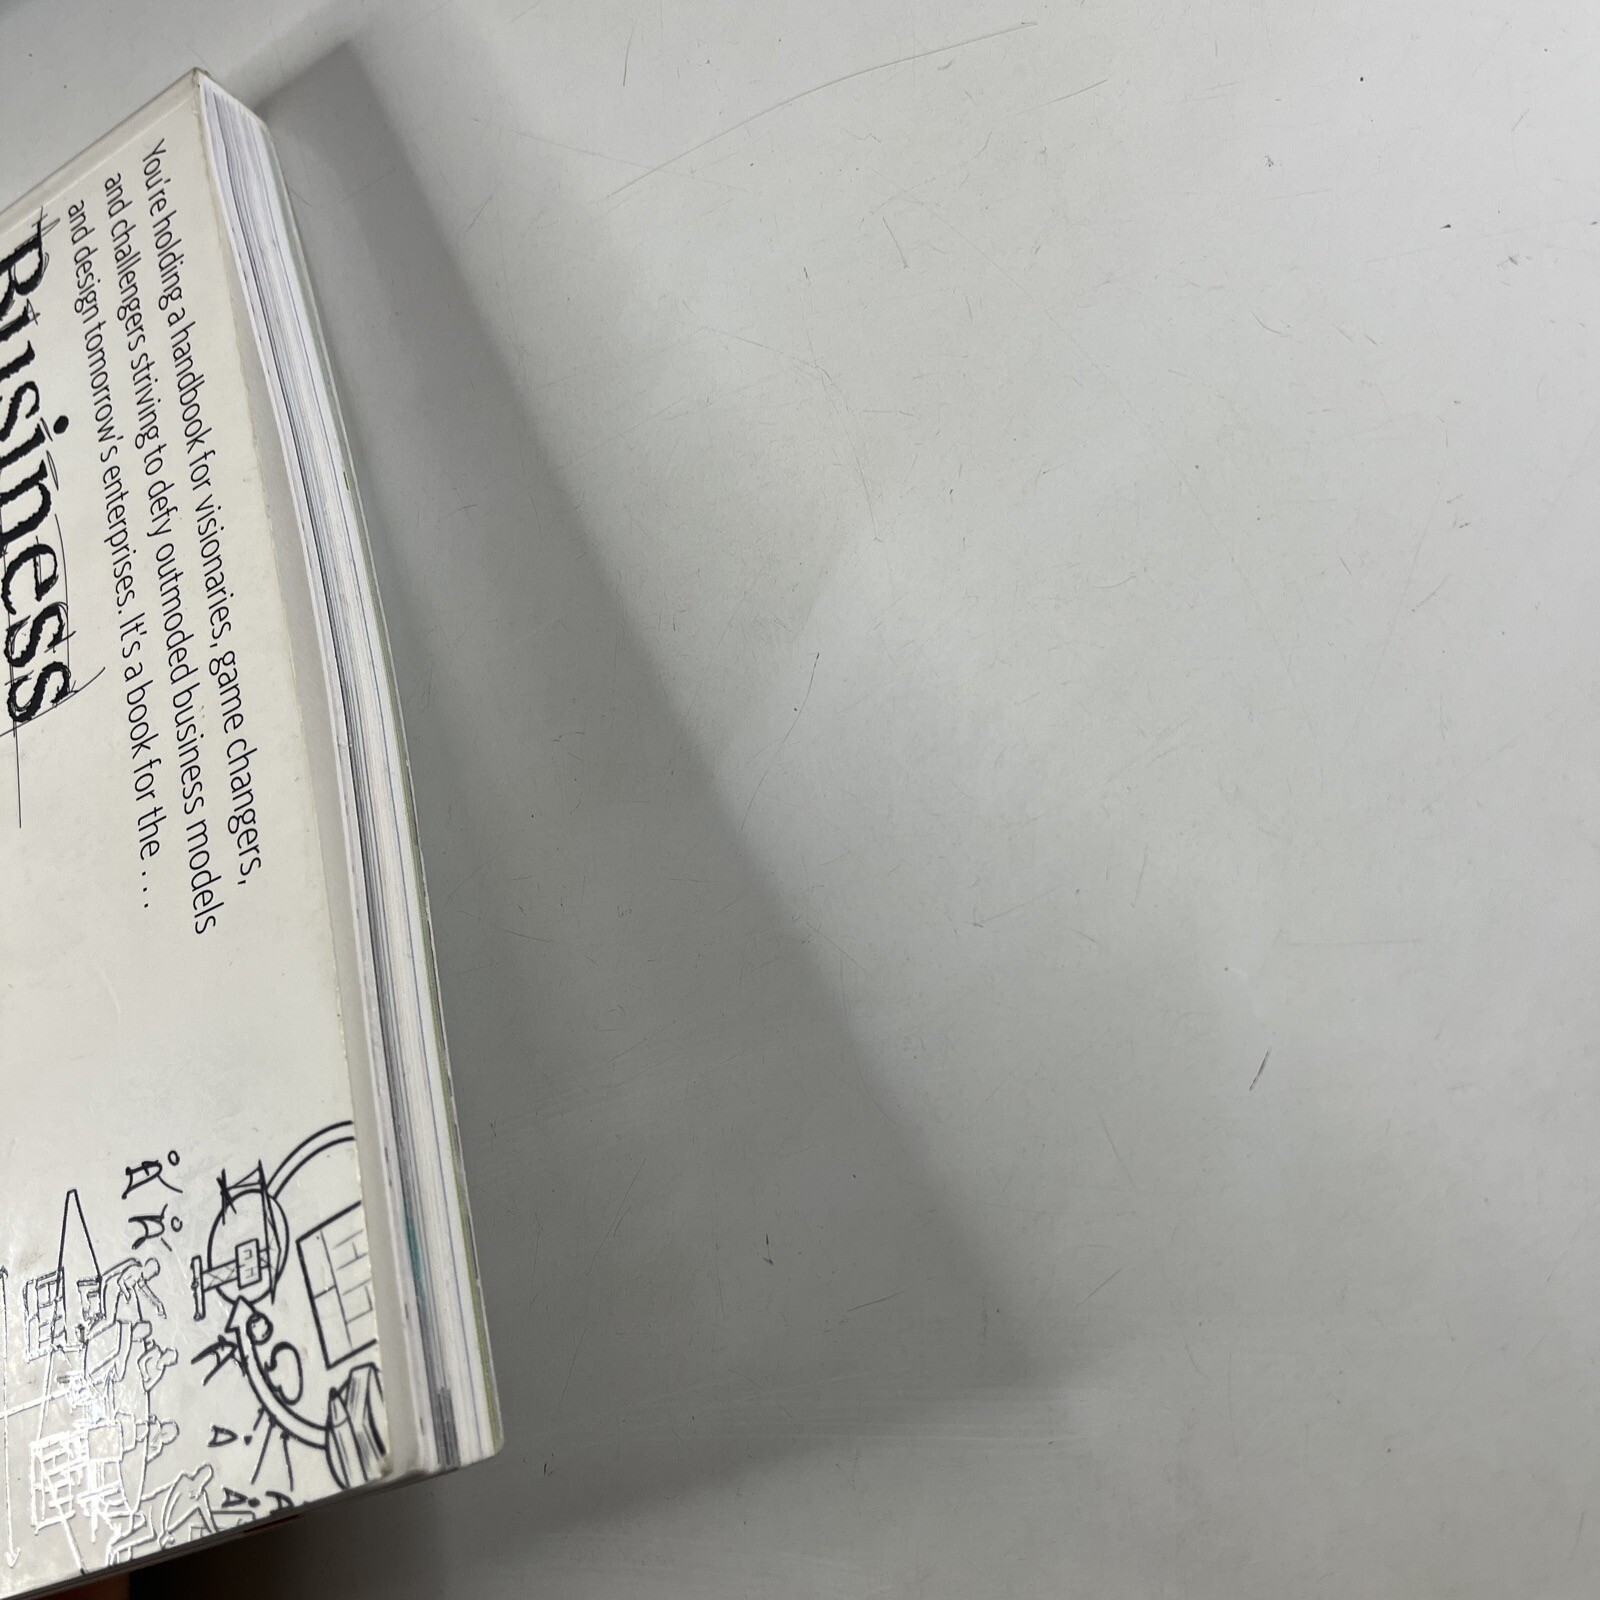 You're holding a handbook for visionaries, game changers,
and challengers striving to defy outmoded business models
and design tomorrow's enterprises. It's a book for the . . .
Business